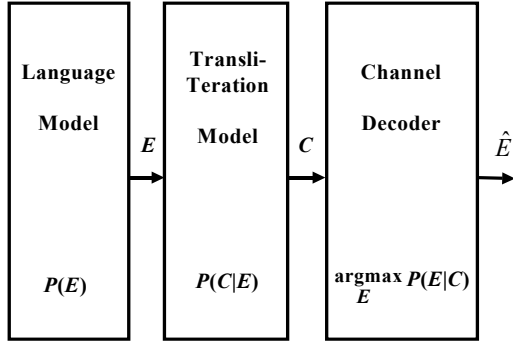 Language
Model
P(E)
E
Transli-
Teration
Model
P(C|E)
C
Channel
Decoder
argmax P(E|C)
E
Ê